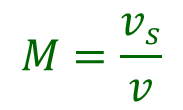 M = v_s / v